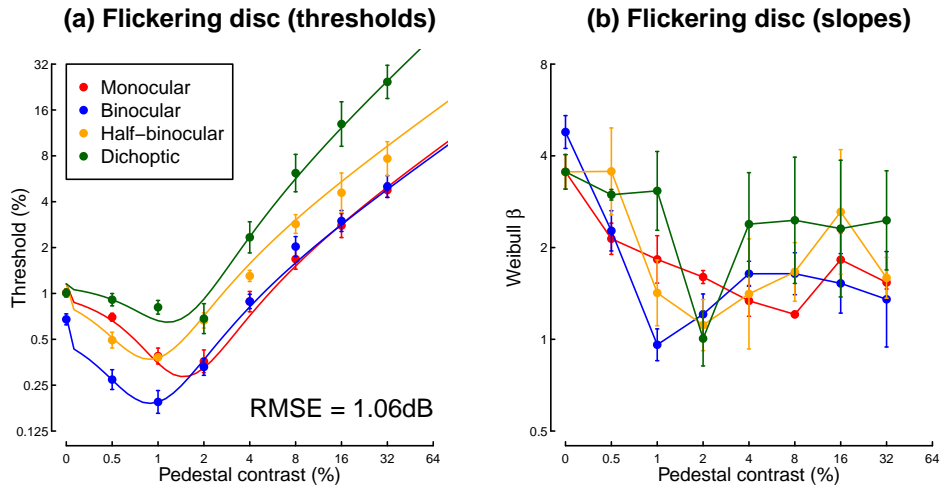 (a) Flickering disc (thresholds)
32
16
8
4
2
1
0.5
0.25
0.125
Threshold (%)
Monocular
Binocular
Half−binocular
Dichoptic
RMSE = 1.06dB
0 0.5 1 2 4 8 16 32 64
Pedestal contrast (%)
(b) Flickering disc (slopes)
8
4
2
1
0.5
Weibull β
0 0.5 1 2 4 8 16 32 64
Pedestal contrast (%)